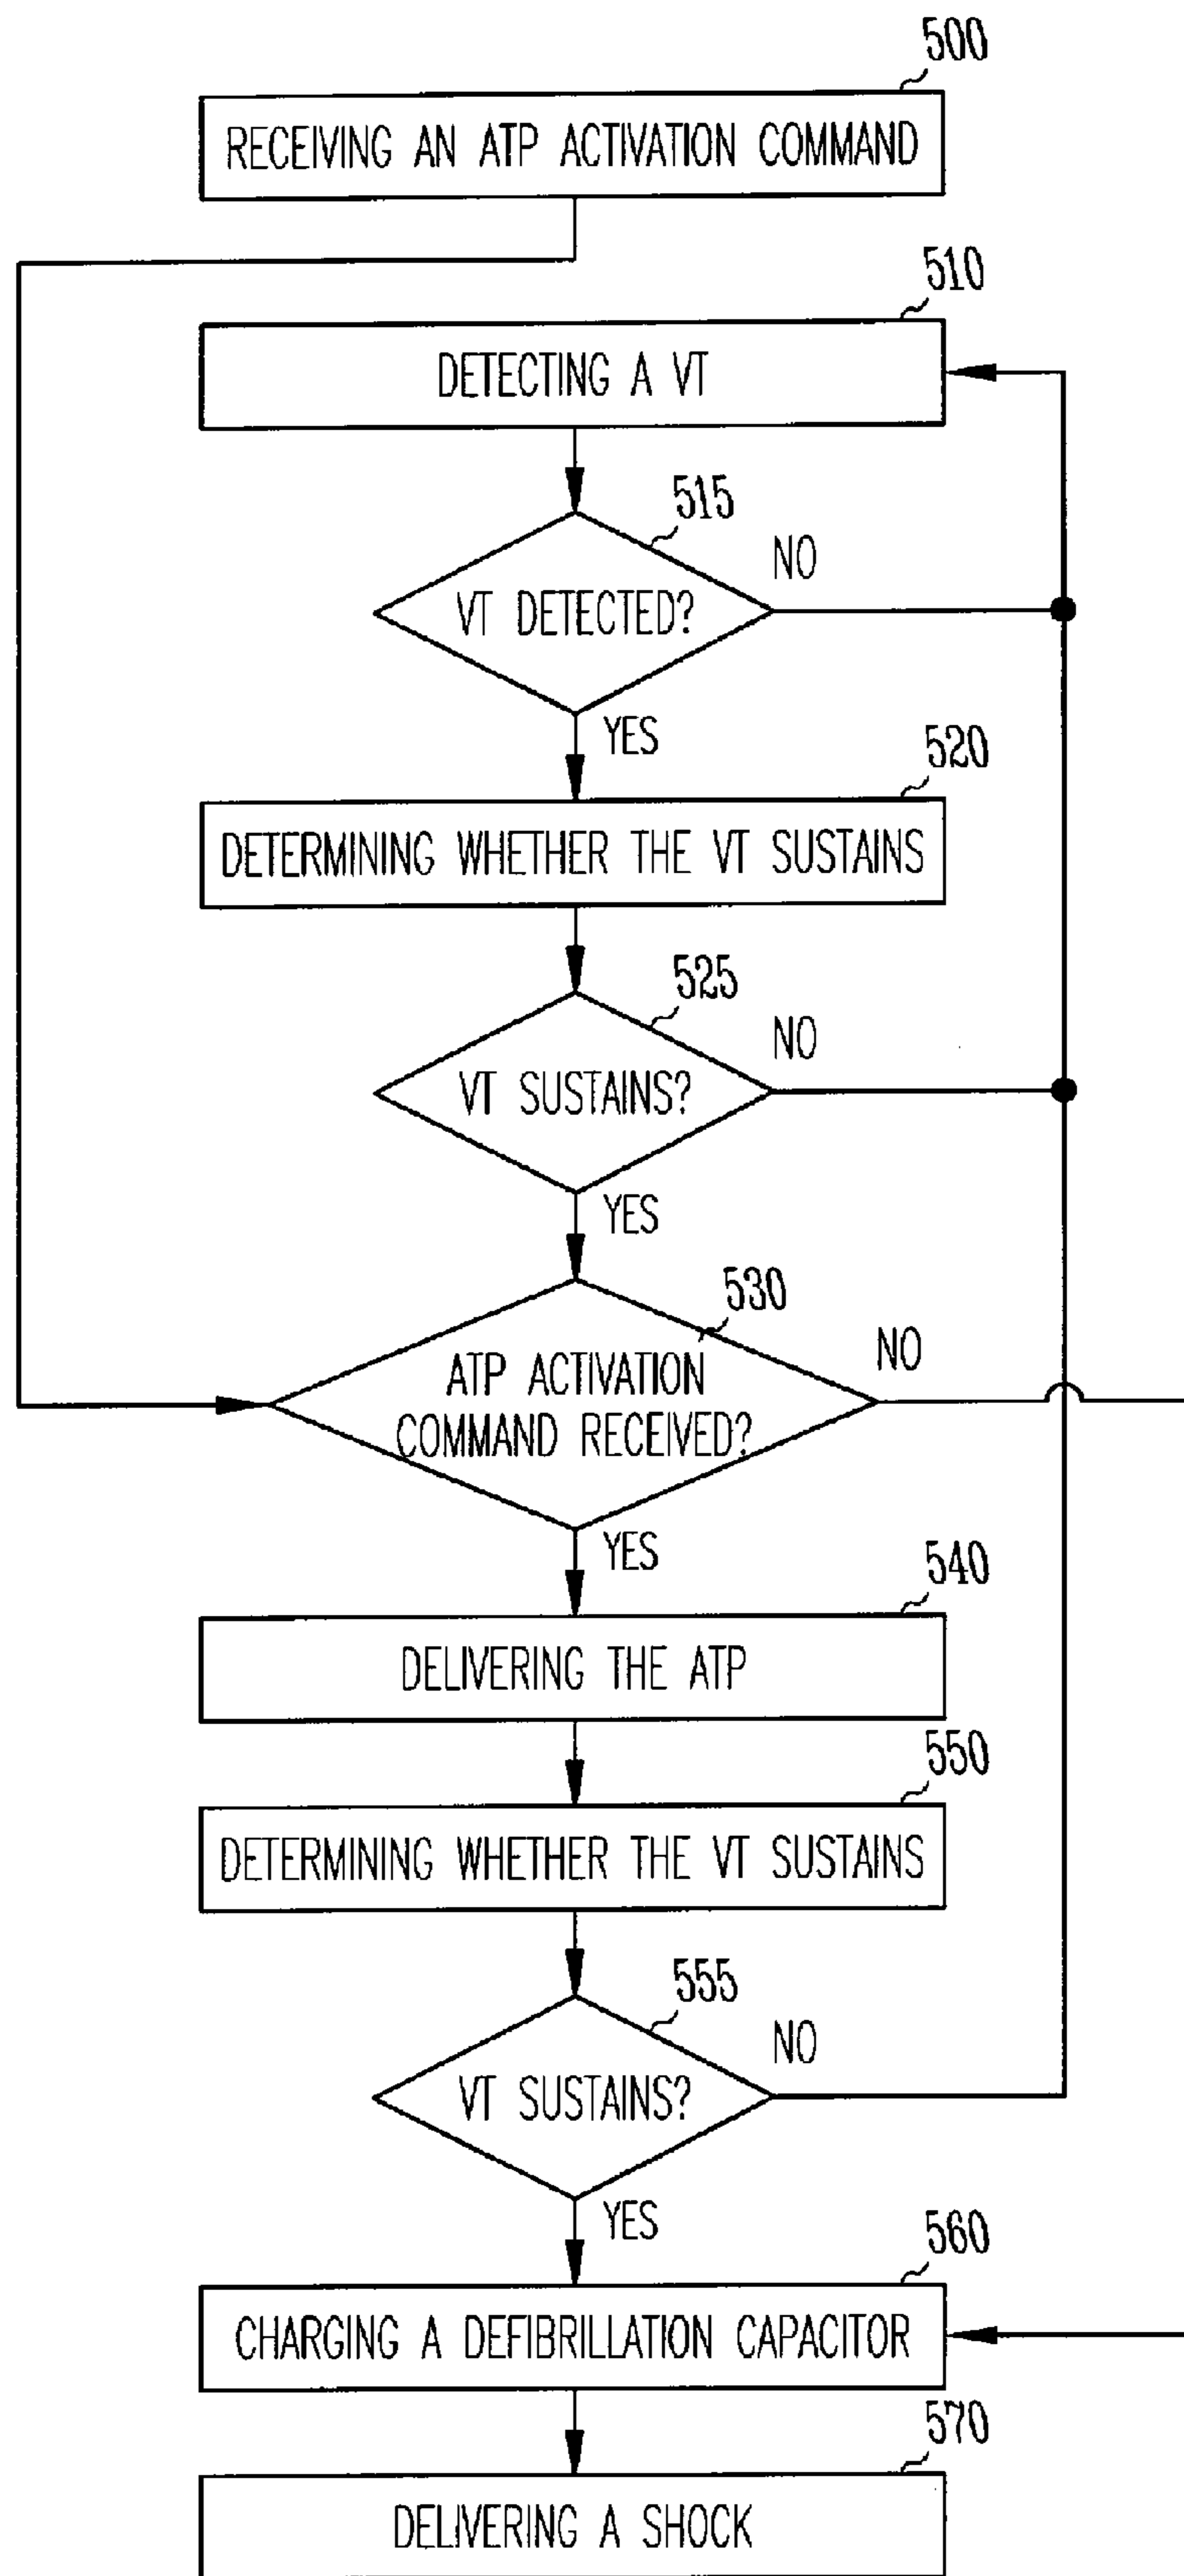 500
RECEIVING AN ATP ACTIVATION COMMAND
510
DETECTING A VT
515
VT DETECTED?
NO
YES
520
DETERMINING WHETHER THE VT SUSTAINS
525
VT SUSTAINS?
NO
YES
530
ATP ACTIVATION
COMMAND RECEIVED?
NO
YES
540
DELIVERING THE ATP
550
DETERMINING WHETHER THE VT SUSTAINS
555
VT SUSTAINS?
NO
YES
560
CHARGING A DEFIBRILLATION CAPACITOR
570
DELIVERING A SHOCK